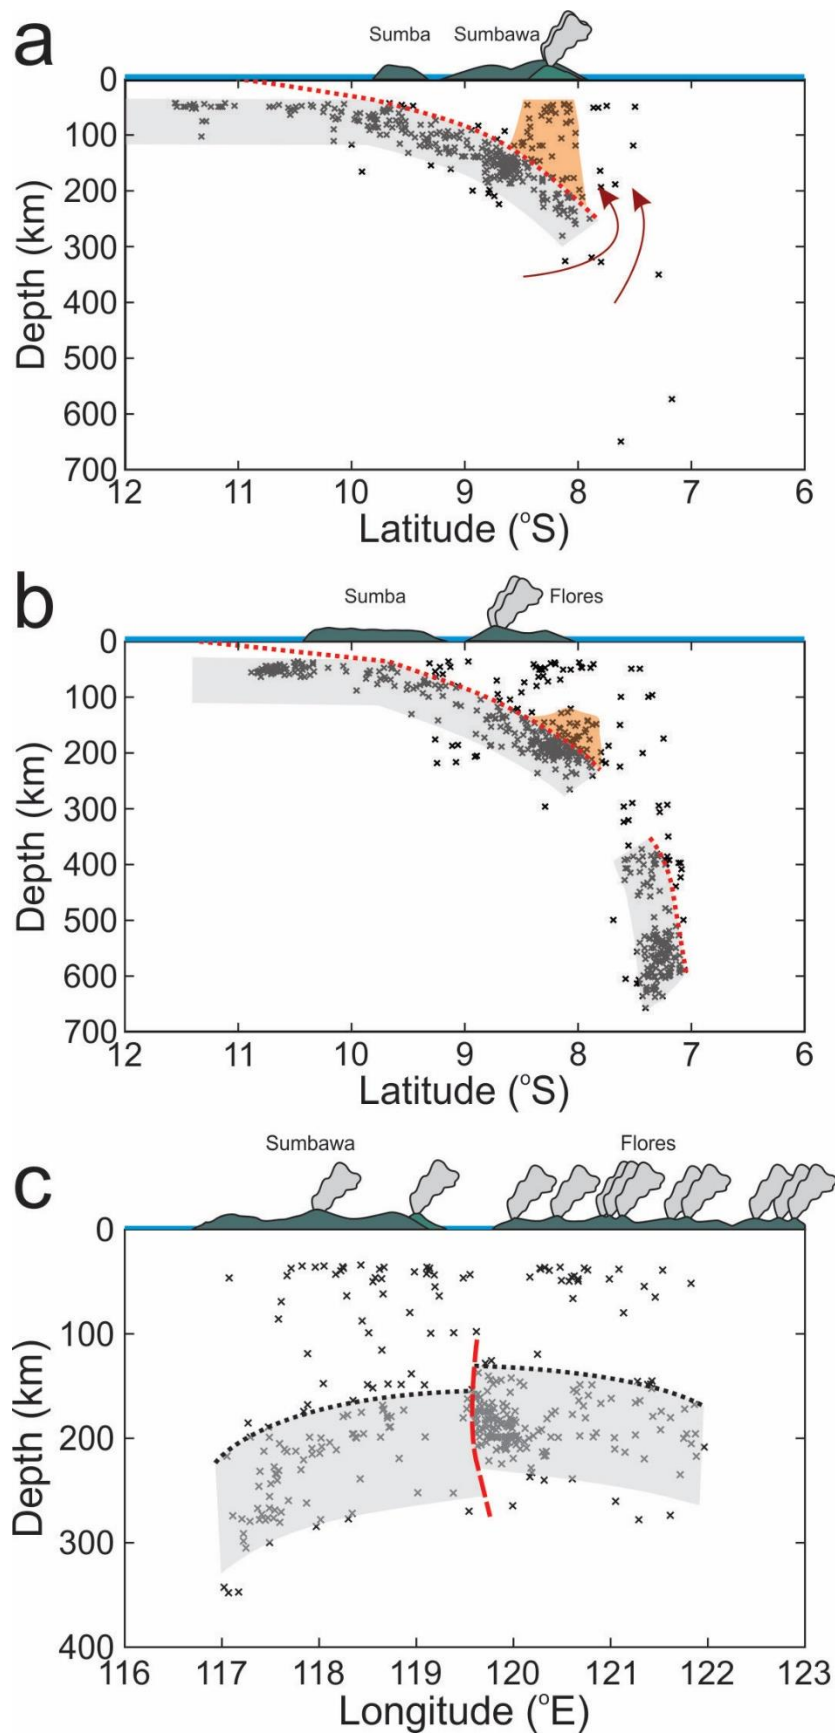 a
Sumba Sumbawa
0
100
200
300
400
500
600
700
Depth (km)
12 11 10 9 8 7 6
Latitude (°S)
b
Sumba Flores
0
100
200
300
400
500
600
700
Depth (km)
12 11 10 9 8 7 6
Latitude (°S)
c
Sumbawa Flores
0
100
200
300
400
Depth (km)
116 117 118 119 120 121 122 123
Longitude (°E)